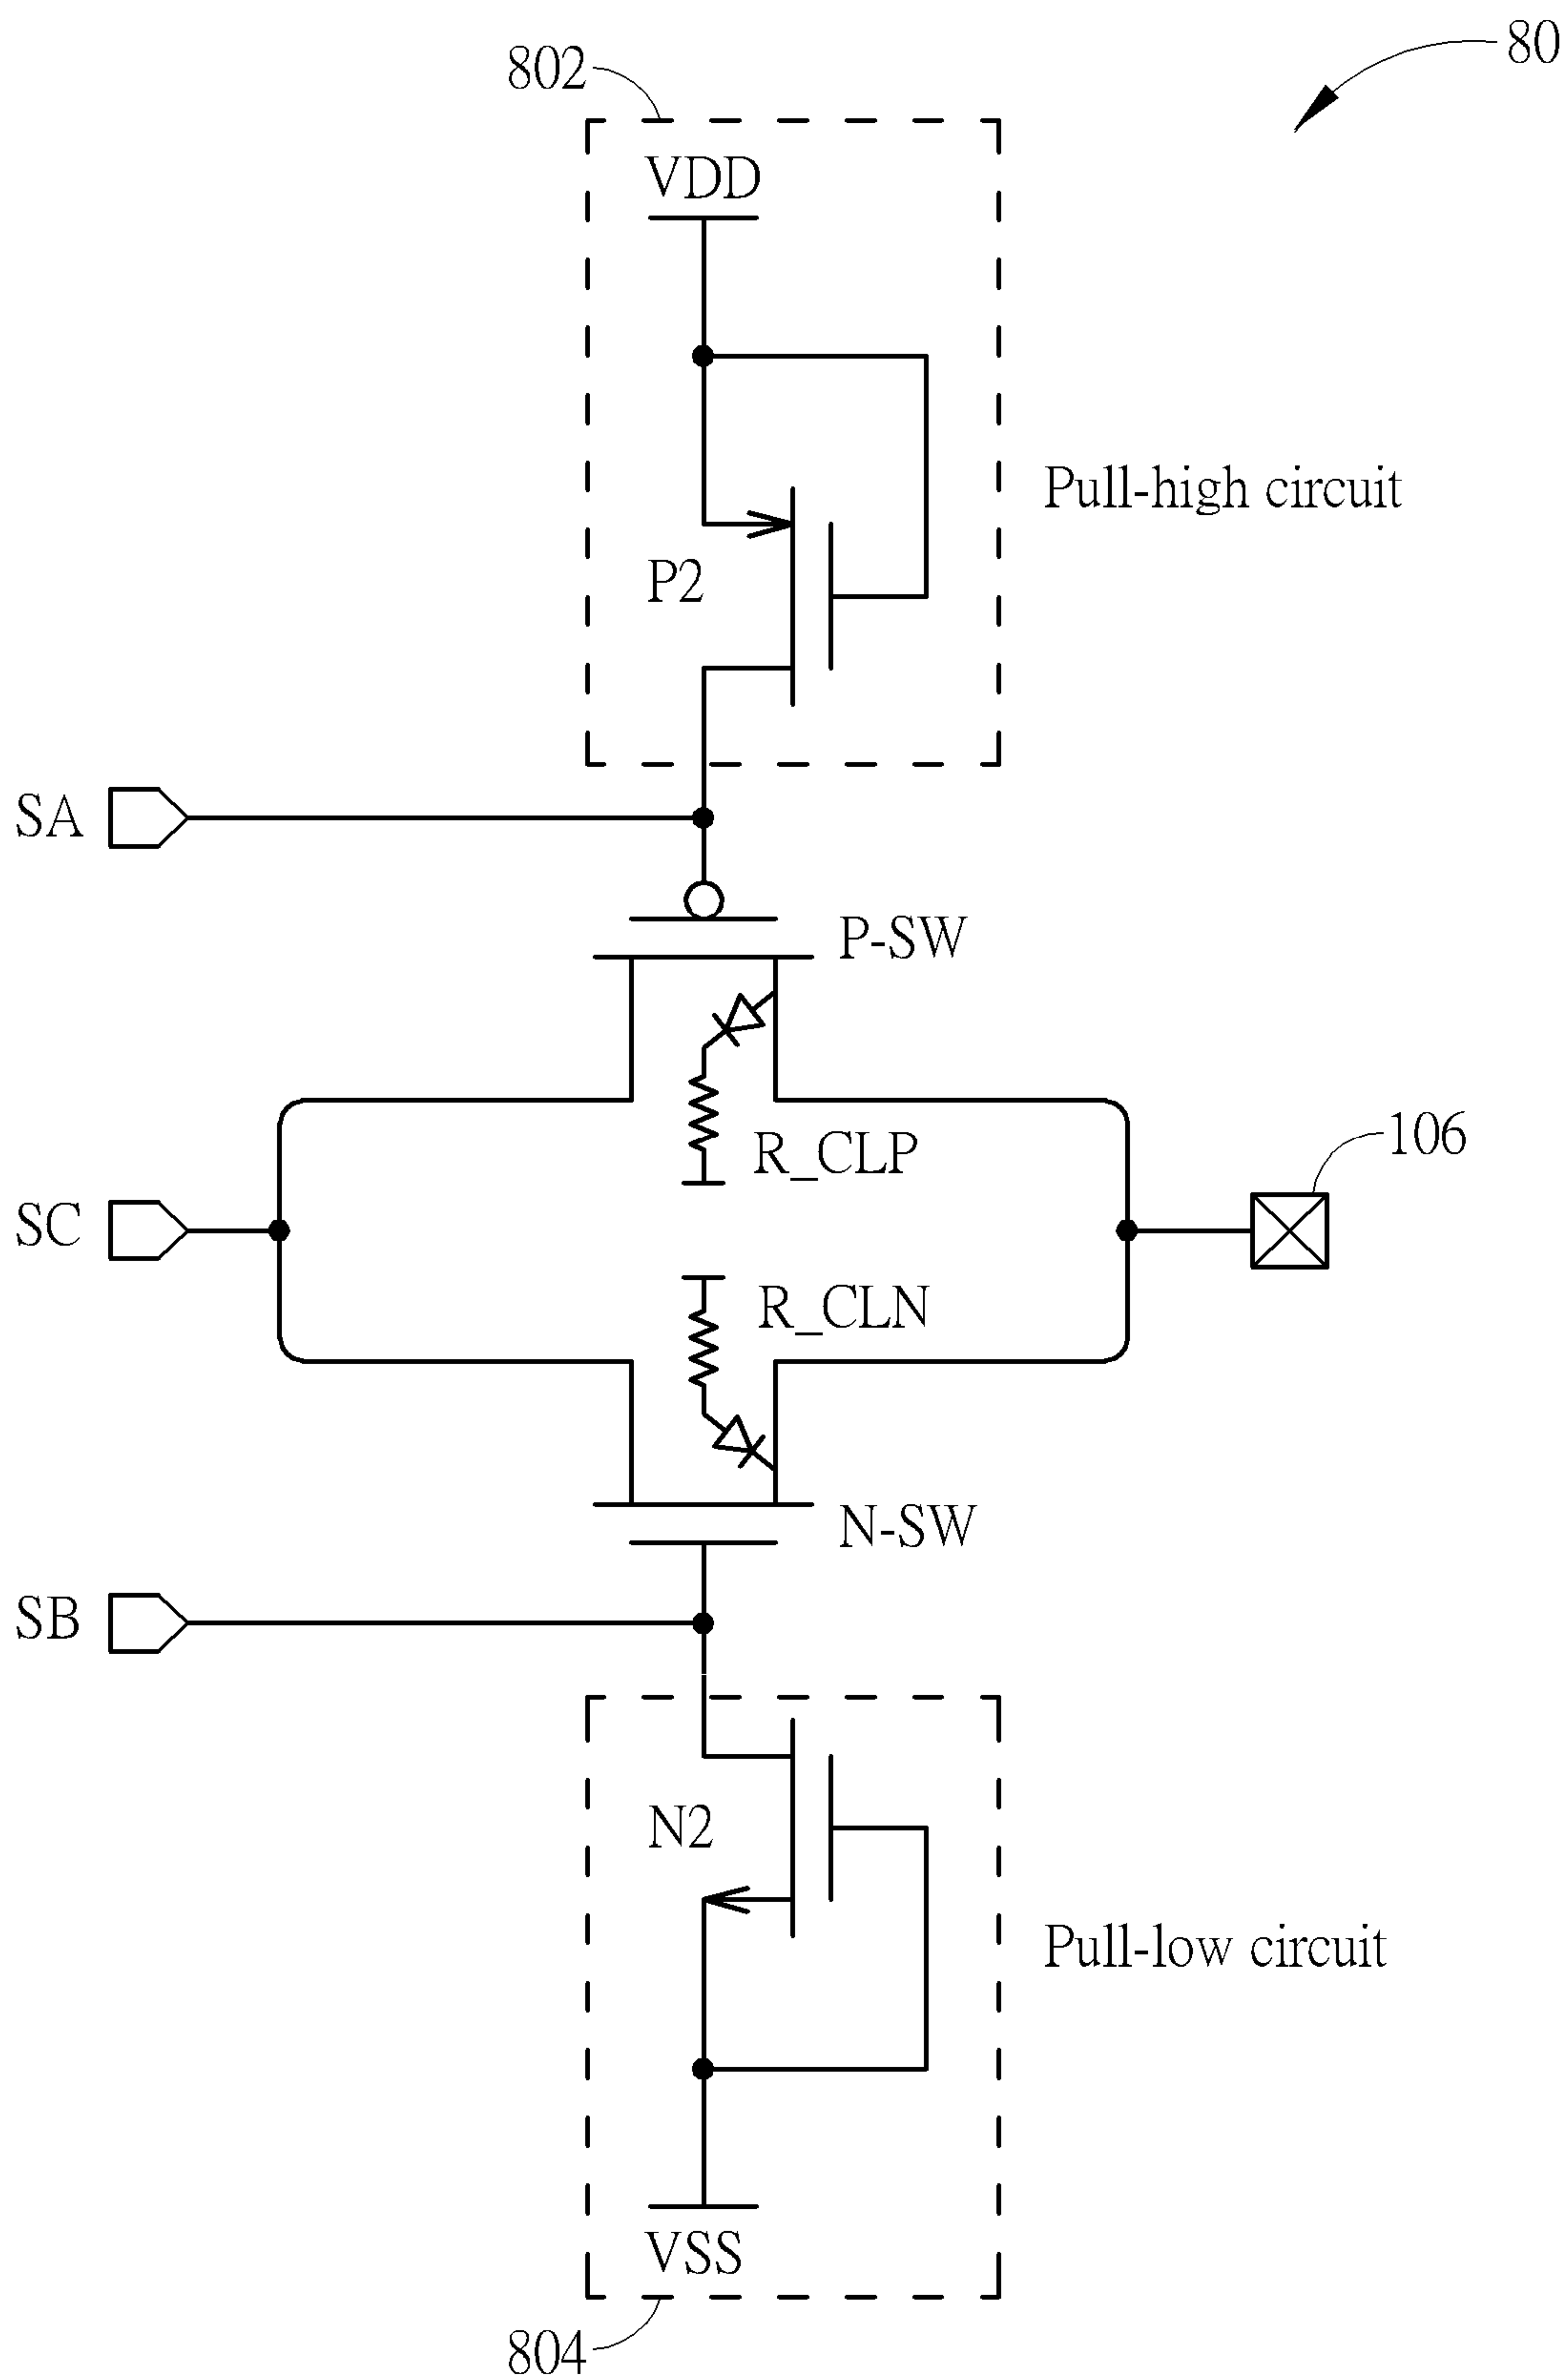 80
802
VDD
Pull-high circuit
P2
SA
P-SW
R_CLP
106
SC
R_CLN
N-SW
SB
N2
Pull-low circuit
VSS
804